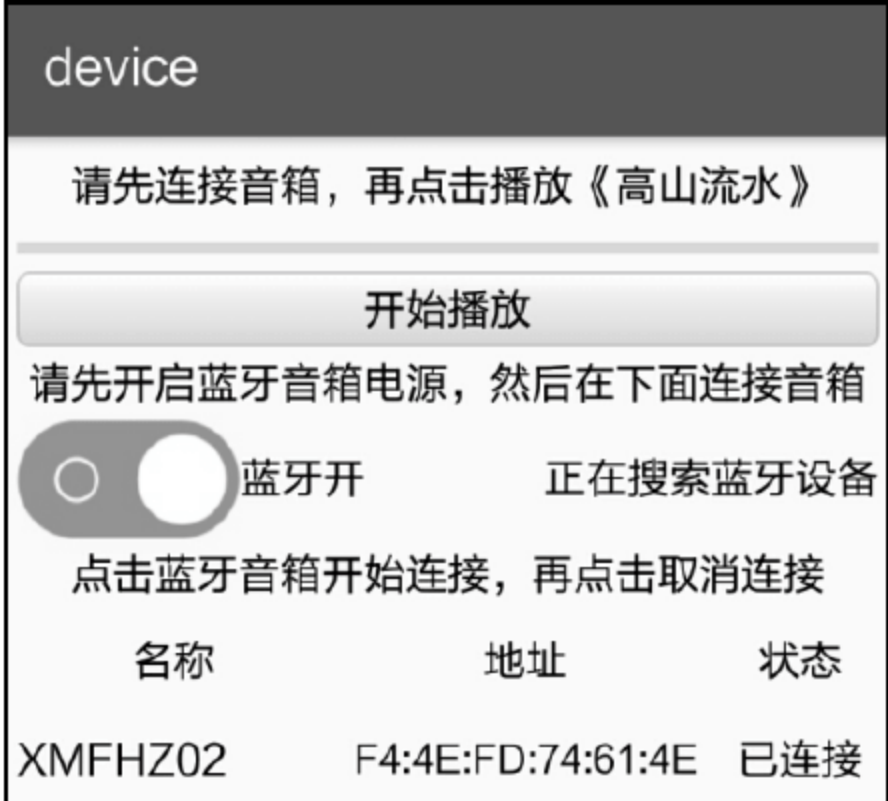 device
请先连接音箱，再点击播放《高山流水》
开始播放
请先开启蓝牙音箱电源，然后在下面连接音箱
蓝牙开 正在搜索蓝牙设备
点击蓝牙音箱开始连接，再点击取消连接
名称 地址 状态
XMFHZ02 F4:4E:FD:74:61:4E 已连接